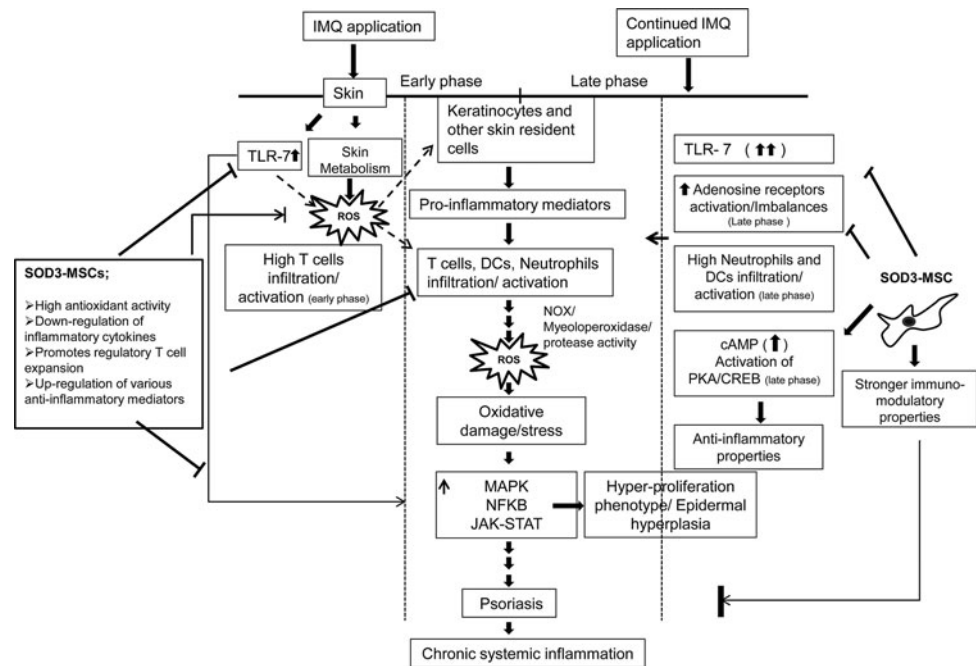 IMQ application
Continued IMQ
application
Early phase
Late phase
Skin
Keratinocytes and
other skin resident
cells
TLR-7
Skin
Metabolism
ROS
High T cells
infiltration/
activation (early phase)
Pro-inflammatory mediators
T cells, DCs, Neutrophils
infiltration/ activation
NOX/
Myeoloperoxidase/
protease activity
ROS
Oxidative
damage/stress
MAPK
NFKB
JAK-STAT
Hyper-proliferation
phenotype/ Epidermal
hyperplasia
Psoriasis
Chronic systemic inflammation
SOD3-MSCs;
➢High antioxidant activity
➢Down-regulation of
inflammatory cytokines
➢Promotes regulatory T cell
expansion
➢Up-regulation of various
anti-inflammatory mediators
TLR- 7 (⬆⬆)
⬆ Adenosine receptors
activation/Imbalances
(Late phase )
High Neutrophils and
DCs infiltration/
activation (late phase)
cAMP (⬆)
Activation of
PKA/CREB (late phase)
Anti-inflammatory
properties
SOD3-MSC
Stronger immuno-
modulatory
properties